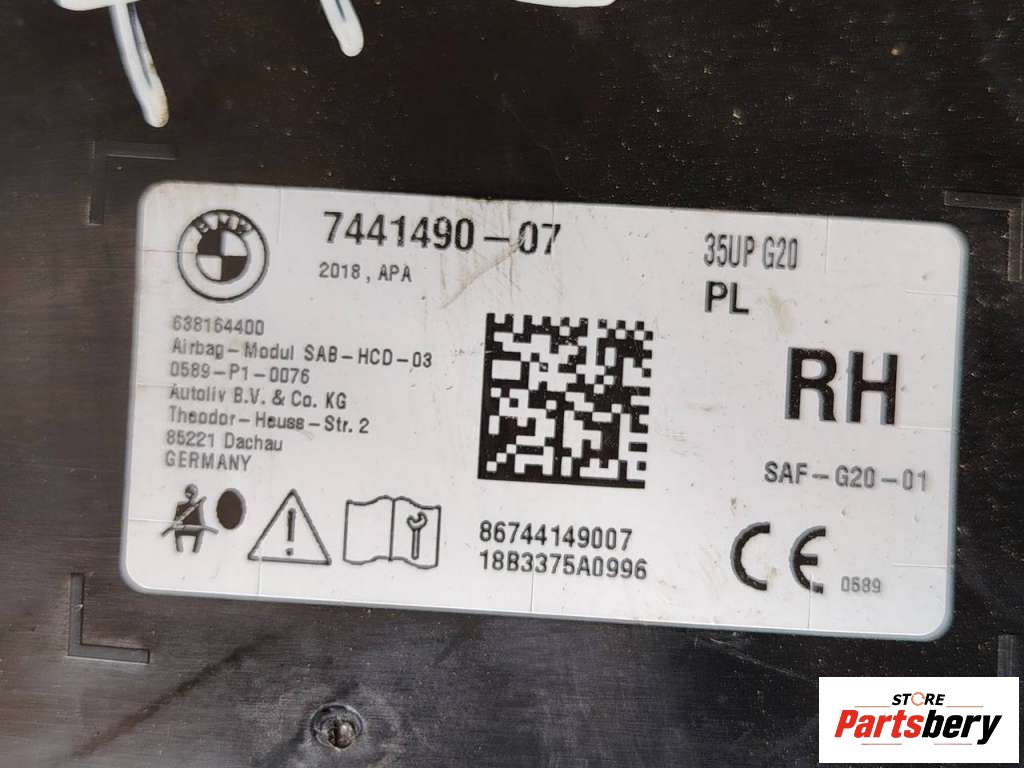 BMW
7441490-07
2018, APA
35UP G20
PL
638164400
Airbag-Modul SAB-HCD-03
0589-P1-0076
Autoliv B.V. & Co. KG
Theodor-Heuss-Str. 2
85221 Dachau
GERMANY
RH
SAF-G20-01
86744149007
18B3375A0996
CE 0589
STORE
Partsbery